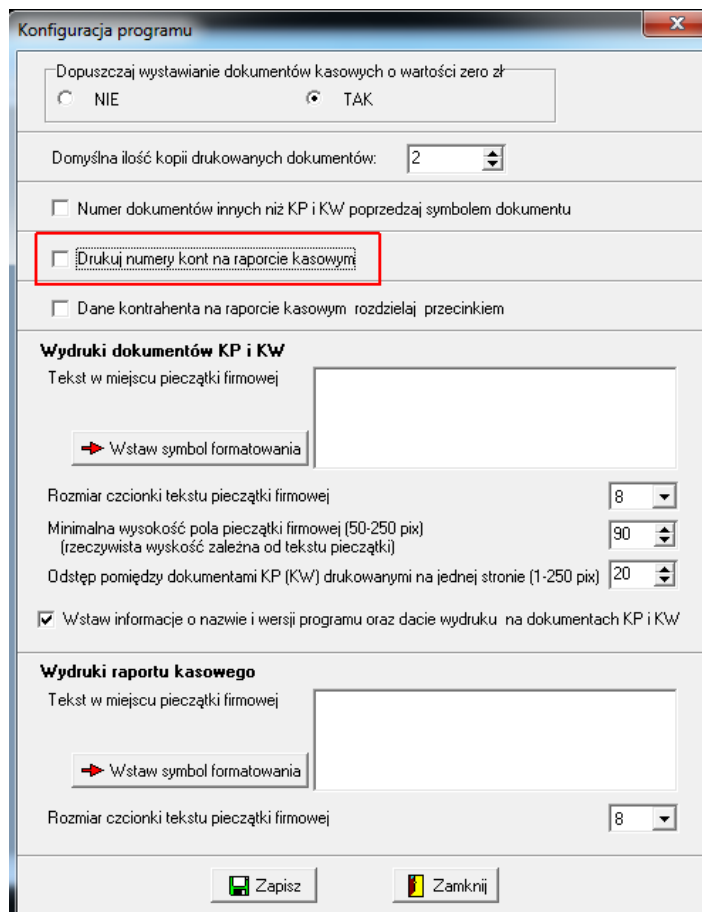 Konfiguracja programu
Dopuszczaj wystawianie dokumentów kasowych o wartości zero zł
NIE TAK
Domyślna ilość kopii drukowanych dokumentów: 2
Numer dokumentów innych niż KP i KW poprzedzaj symbolem dokumentu
Drukuj numery kont na raporcie kasowym
Dane kontrahenta na raporcie kasowym rozdzielaj przecinkiem
Wydruki dokumentów KP i KW
Tekst w miejscu pieczątki firmowej
Wstaw symbol formatowania
Rozmiar czcionki tekstu pieczątki firmowej 8
Minimalna wysokość pola pieczątki firmowej (50-250 pix) 90
(rzeczywista wyskość zależna od tekstu pieczątki)
Odstęp pomiędzy dokumentami KP (KW) drukowanymi na jednej stronie (1-250 pix) 20
Wstaw informacje o nazwie i wersji programu oraz dacie wydruku na dokumentach KP i KW
Wydruki raportu kasowego
Tekst w miejscu pieczątki firmowej
Wstaw symbol formatowania
Rozmiar czcionki tekstu pieczątki firmowej 8
Zapisz Zamknij